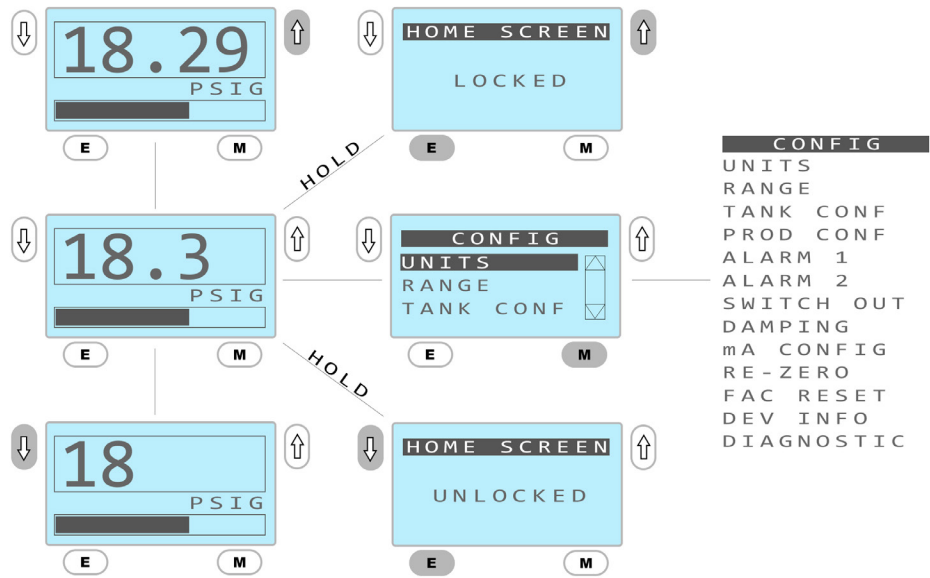 18.29
PSIG
E
M
HOME SCREEN
LOCKED
E
M
HOLD
18.3
PSIG
E
M
CONFIG
UNITS
RANGE
TANK CONF
E
M
HOLD
18
PSIG
E
M
HOME SCREEN
UNLOCKED
E
M
CONFIG
UNITS
RANGE
TANK CONF
PROD CONF
ALARM 1
ALARM 2
SWITCH OUT
DAMPING
mA CONFIG
RE-ZERO
FAC RESET
DEV INFO
DIAGNOSTIC